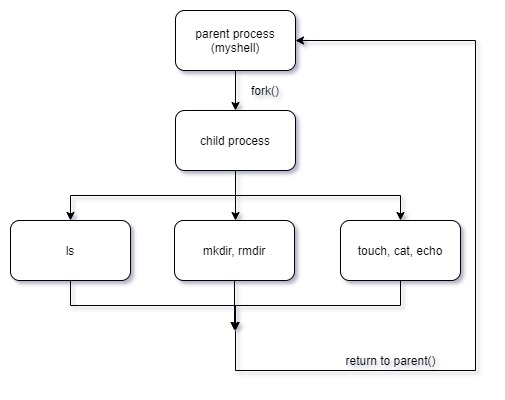 parent process
(myshell)
fork()
child process
ls
mkdir, rmdir
touch, cat, echo
return to parent()